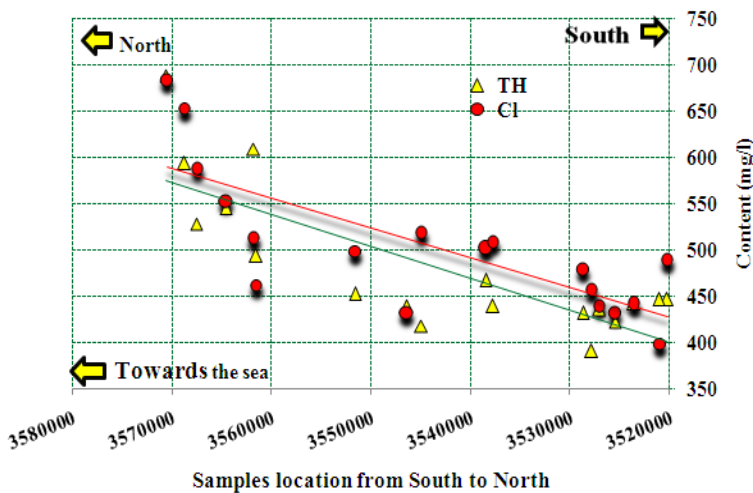 North
South
TH
Cl
Towards the sea
750
700
650
600
550
500
450
400
350
Content (mg/l)
3580000
3570000
3560000
3550000
3540000
3530000
3520000
Samples location from South to North